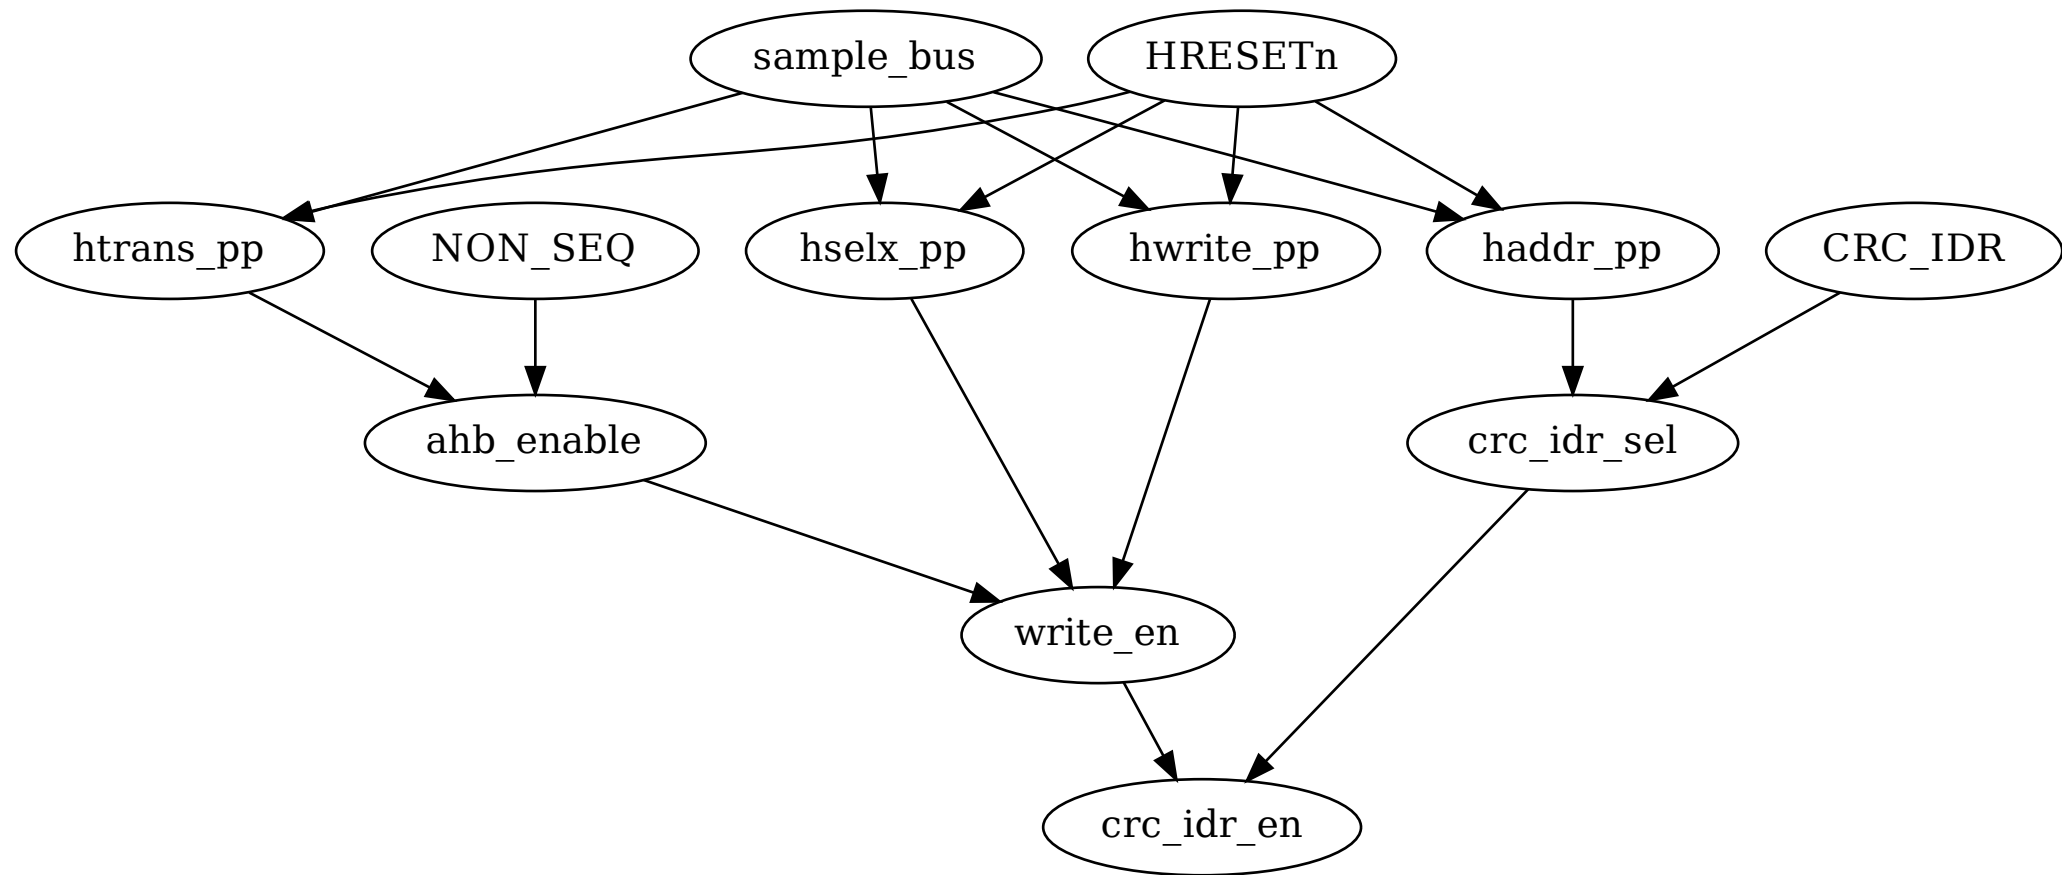 sample_bus
HRESETn
htrans_pp
NON_SEQ
hselx_pp
hwrite_pp
haddr_pp
CRC_IDR
ahb_enable
crc_idr_sel
write_en
crc_idr_en